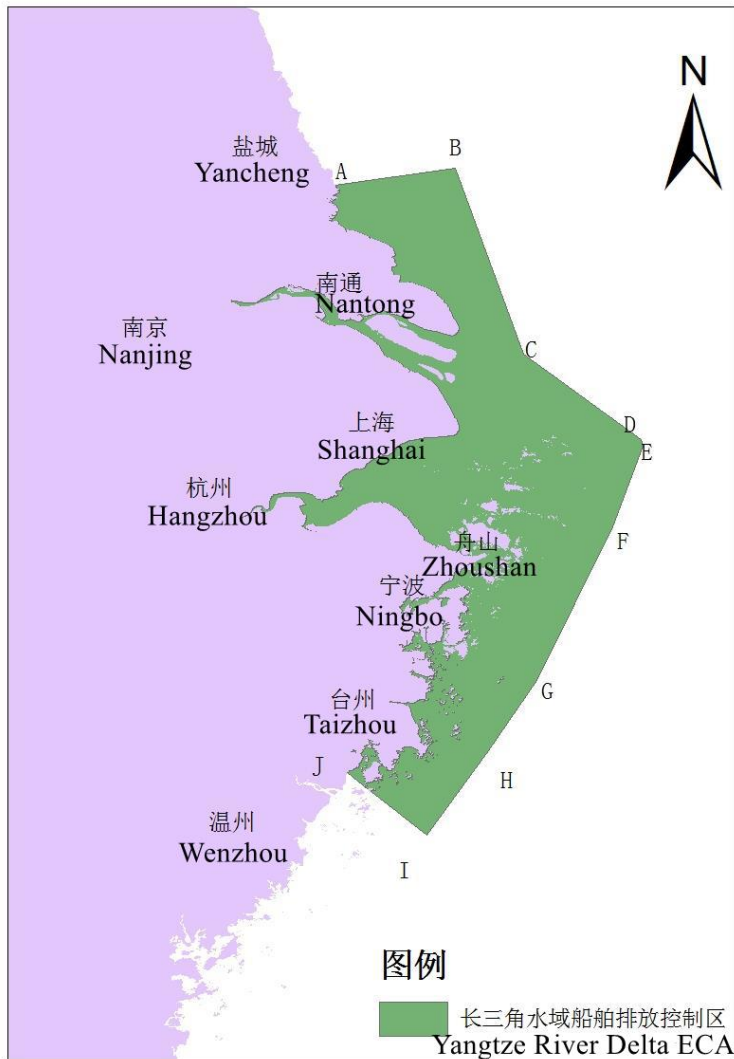 N
盐城
Yancheng
A
B
南通
Nantong
南京
Nanjing
C
上海
Shanghai
D
E
杭州
Hangzhou
F
舟山
Zhoushan
宁波
Ningbo
G
台州
Taizhou
J
H
温州
Wenzhou
I
图例
长三角水域船舶排放控制区
Yangtze River Delta ECA